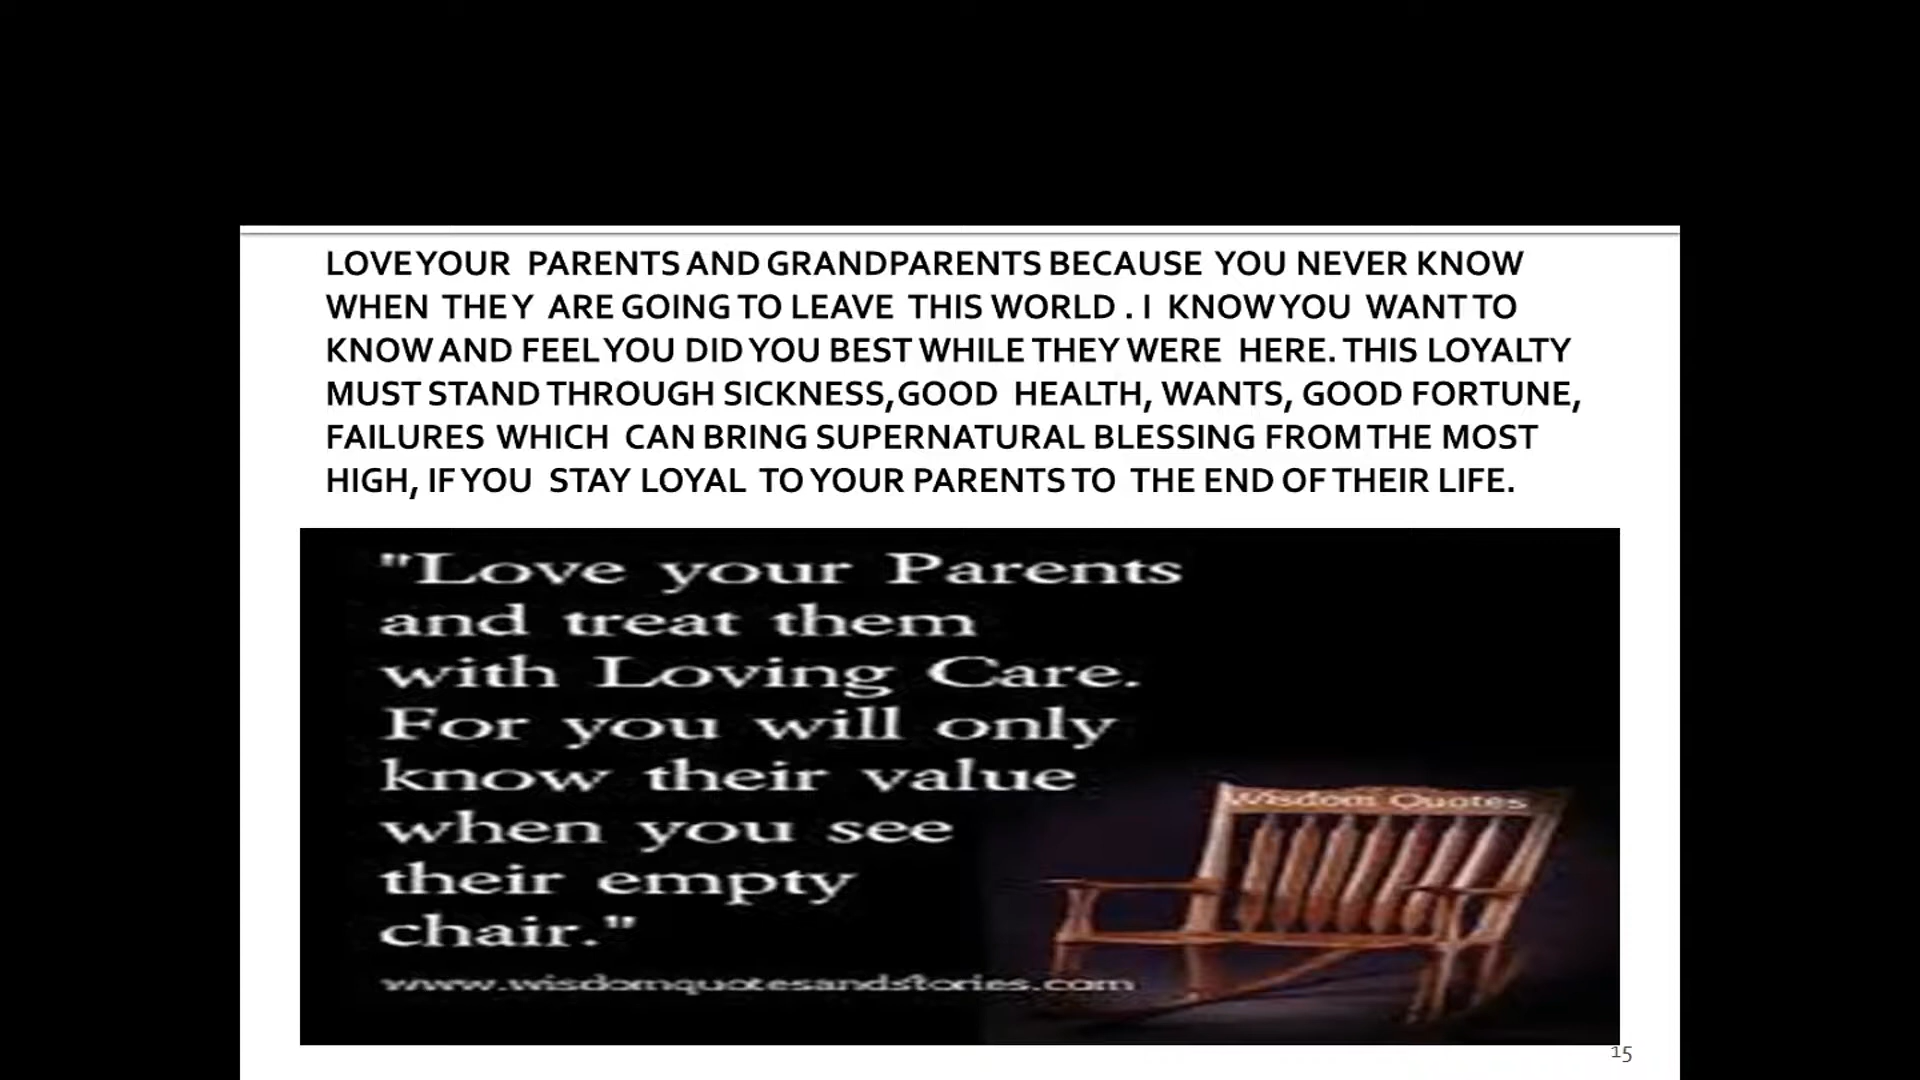 LOVE YOUR PARENTS AND GRANDPARENTS BECAUSE YOU NEVER KNOW
WHEN THEY ARE GOING TO LEAVE THIS WORLD . I KNOW YOU WANT TO
KNOW AND FEEL YOU DID YOU BEST WHILE THEY WERE HERE. THIS LOYALTY
MUST STAND THROUGH SICKNESS,GOOD HEALTH, WANTS, GOOD FORTUNE,
FAILURES WHICH CAN BRING SUPERNATURAL BLESSING FROM THE MOST
HIGH, IF YOU STAY LOYAL TO YOUR PARENTS TO THE END OF THEIR LIFE.
"Love your Parents
and treat them
with Loving Care.
For you will only
know their value
when you see
their empty
chair."
Wisdom Quotes
www.wisdomquotesandstories.com
15